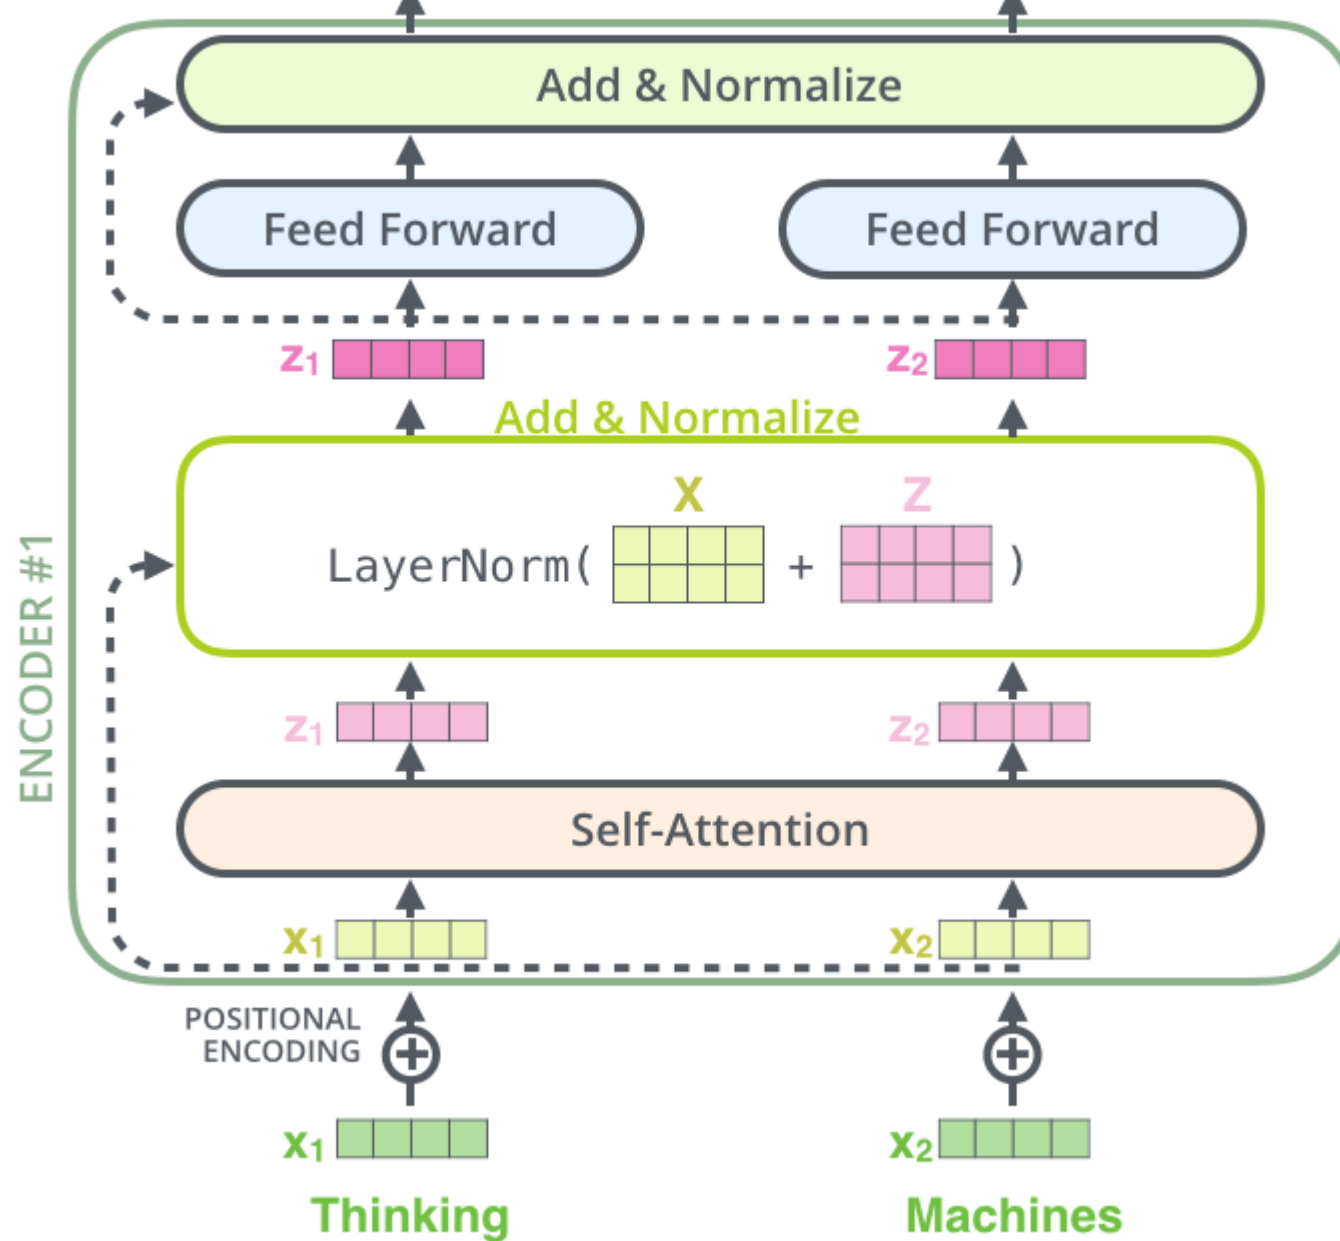 Add & Normalize
Feed Forward
Feed Forward
z1
z2
Add & Normalize
X
Z
LayerNorm(
+
)
ENCODER #1
z1
z2
Self-Attention
x1
x2
POSITIONAL
ENCODING
x1
x2
Thinking
Machines